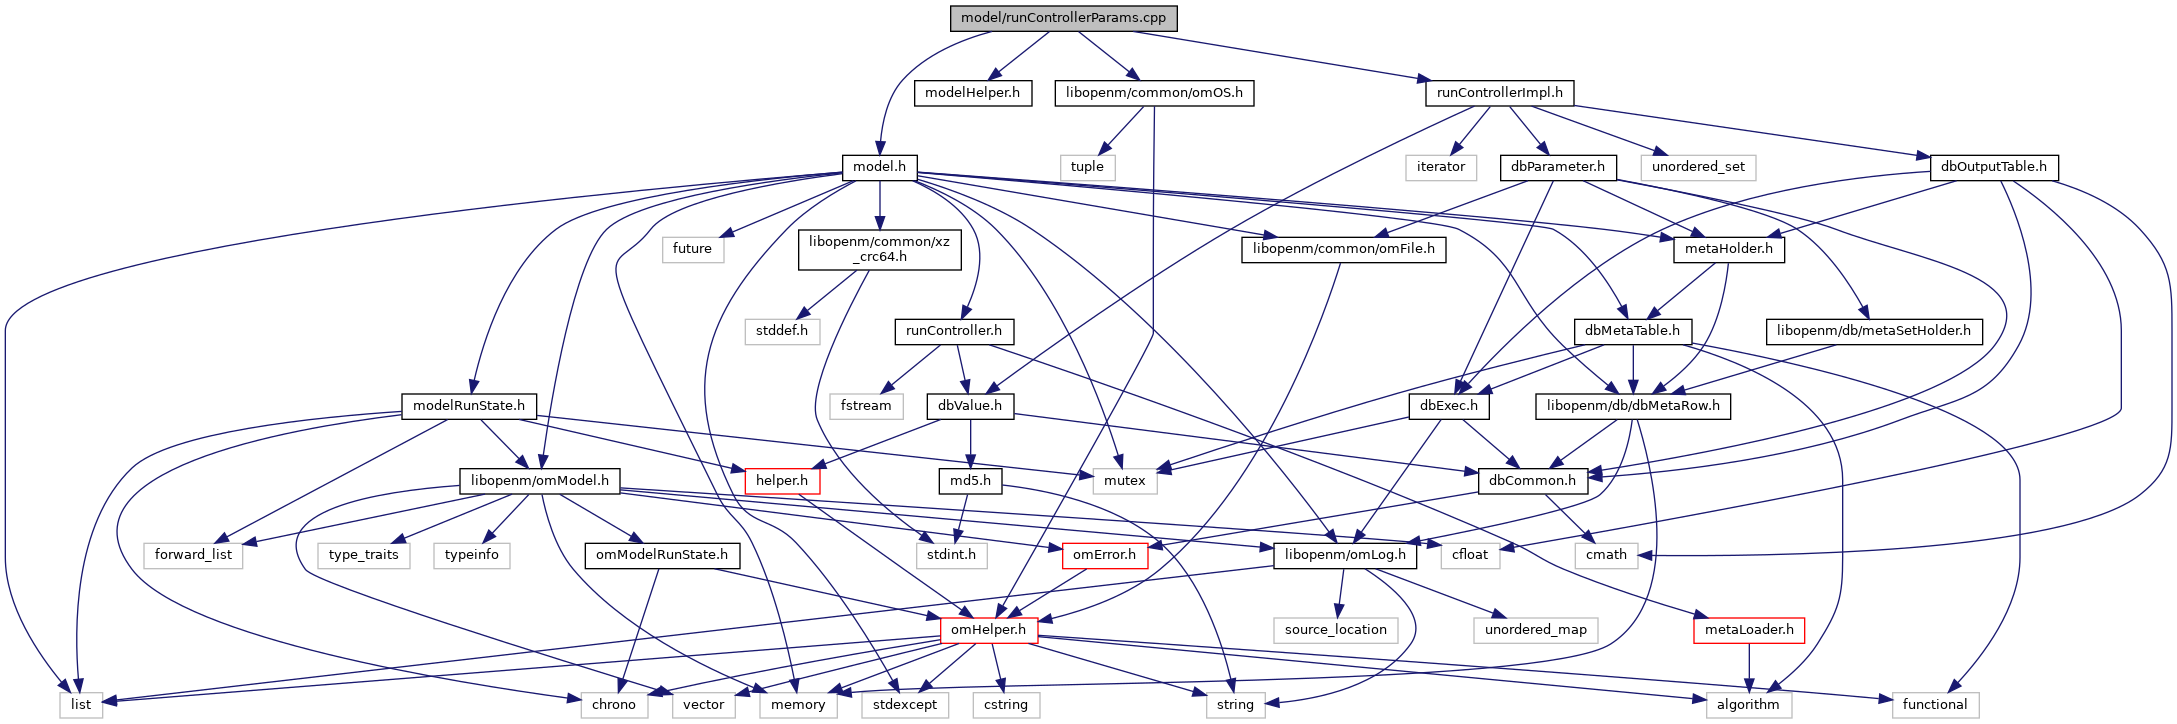 model/runControllerParams.cpp
modelHelper.h
libopenm/common/omOS.h
runControllerImpl.h
model.h
tuple
iterator
dbParameter.h
unordered_set
dbOutputTable.h
future
libopenm/common/xz
_crc64.h
libopenm/common/omFile.h
metaHolder.h
stddef.h
runController.h
dbMetaTable.h
libopenm/db/metaSetHolder.h
modelRunState.h
fstream
dbValue.h
dbExec.h
libopenm/db/dbMetaRow.h
libopenm/omModel.h
helper.h
md5.h
mutex
dbCommon.h
forward_list
type_traits
typeinfo
omModelRunState.h
stdint.h
omError.h
libopenm/omLog.h
cfloat
cmath
omHelper.h
source_location
unordered_map
metaLoader.h
list
chrono
vector
memory
stdexcept
cstring
string
algorithm
functional